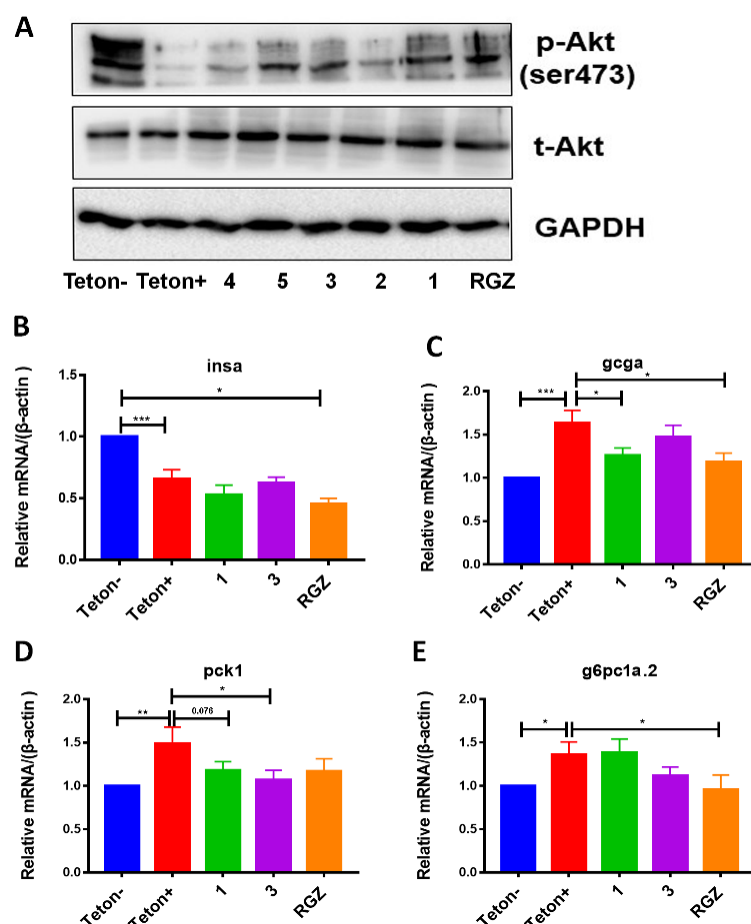 A
p-Akt
(ser473)
t-Akt
GAPDH
Teton- Teton+ 4 5 3 2 1 RGZ
B
insa
Relative mRNA/(β-actin )
1.5
1.0
0.5
0.0
*
***
Teton- Teton+ 1 3 RGZ
C
gcga
Relative mRNA/(β-actin )
2.0
1.5
1.0
0.5
0.0
*
*** *
Teton- Teton+ 1 3 RGZ
D
pck1
Relative mRNA/(β-actin )
2.0
1.5
1.0
0.5
0.0
*
** 0.076
Teton- Teton+ 1 3 RGZ
E
g6pc1a.2
Relative mRNA/(β-actin )
2.0
1.5
1.0
0.5
0.0
* *
Teton- Teton+ 1 3 RGZ